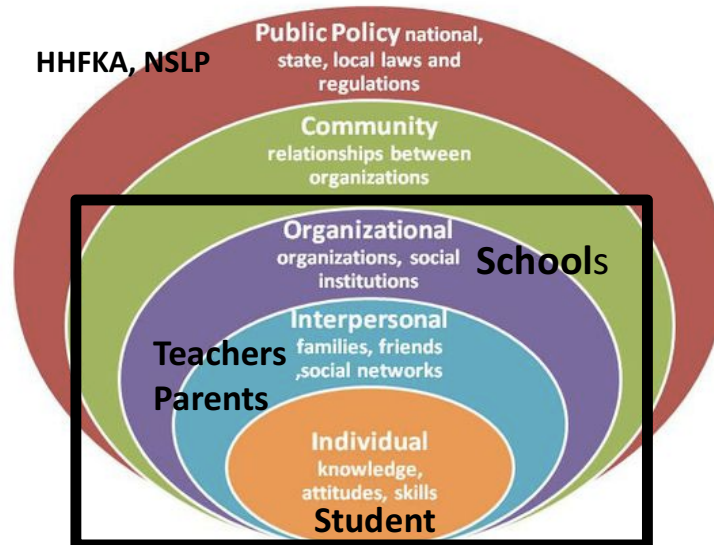 Public Policy national,
state, local laws and
regulations
HHFKA, NSLP
Community
relationships between
organizations
Organizational
organizations, social
institutions
Schools
Interpersonal
families, friends
,social networks
Teachers
Parents
Individual
knowledge,
attitudes, skills
Student